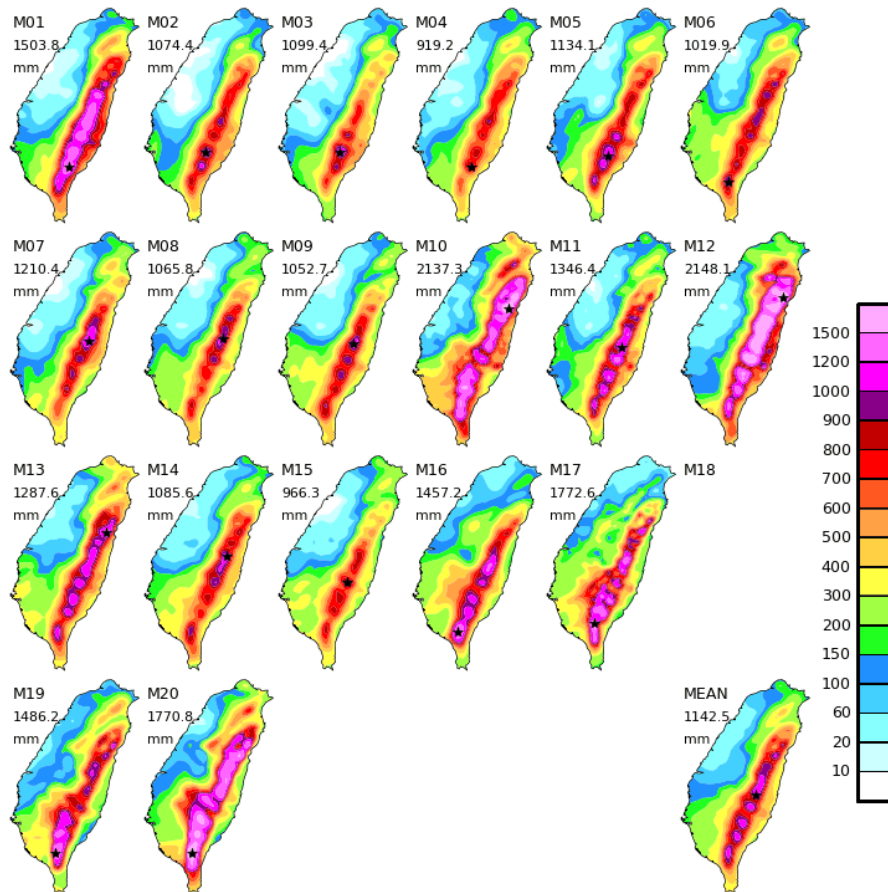 M01
1503.8
mm
M02
1074.4
mm
M03
1099.4
mm
M04
919.2
mm
M05
1134.1
mm
M06
1019.9
mm
M07
1210.4
mm
M08
1065.8
mm
M09
1052.7
mm
M10
2137.3
mm
M11
1346.4
mm
M12
2148.1
mm
M13
1287.6
mm
M14
1085.6
mm
M15
966.3
mm
M16
1457.2
mm
M17
1772.6
mm
M18
M19
1486.2
mm
M20
1770.8
mm
MEAN
1142.5
mm
1500
1200
1000
900
800
700
600
500
400
300
200
150
100
60
20
10